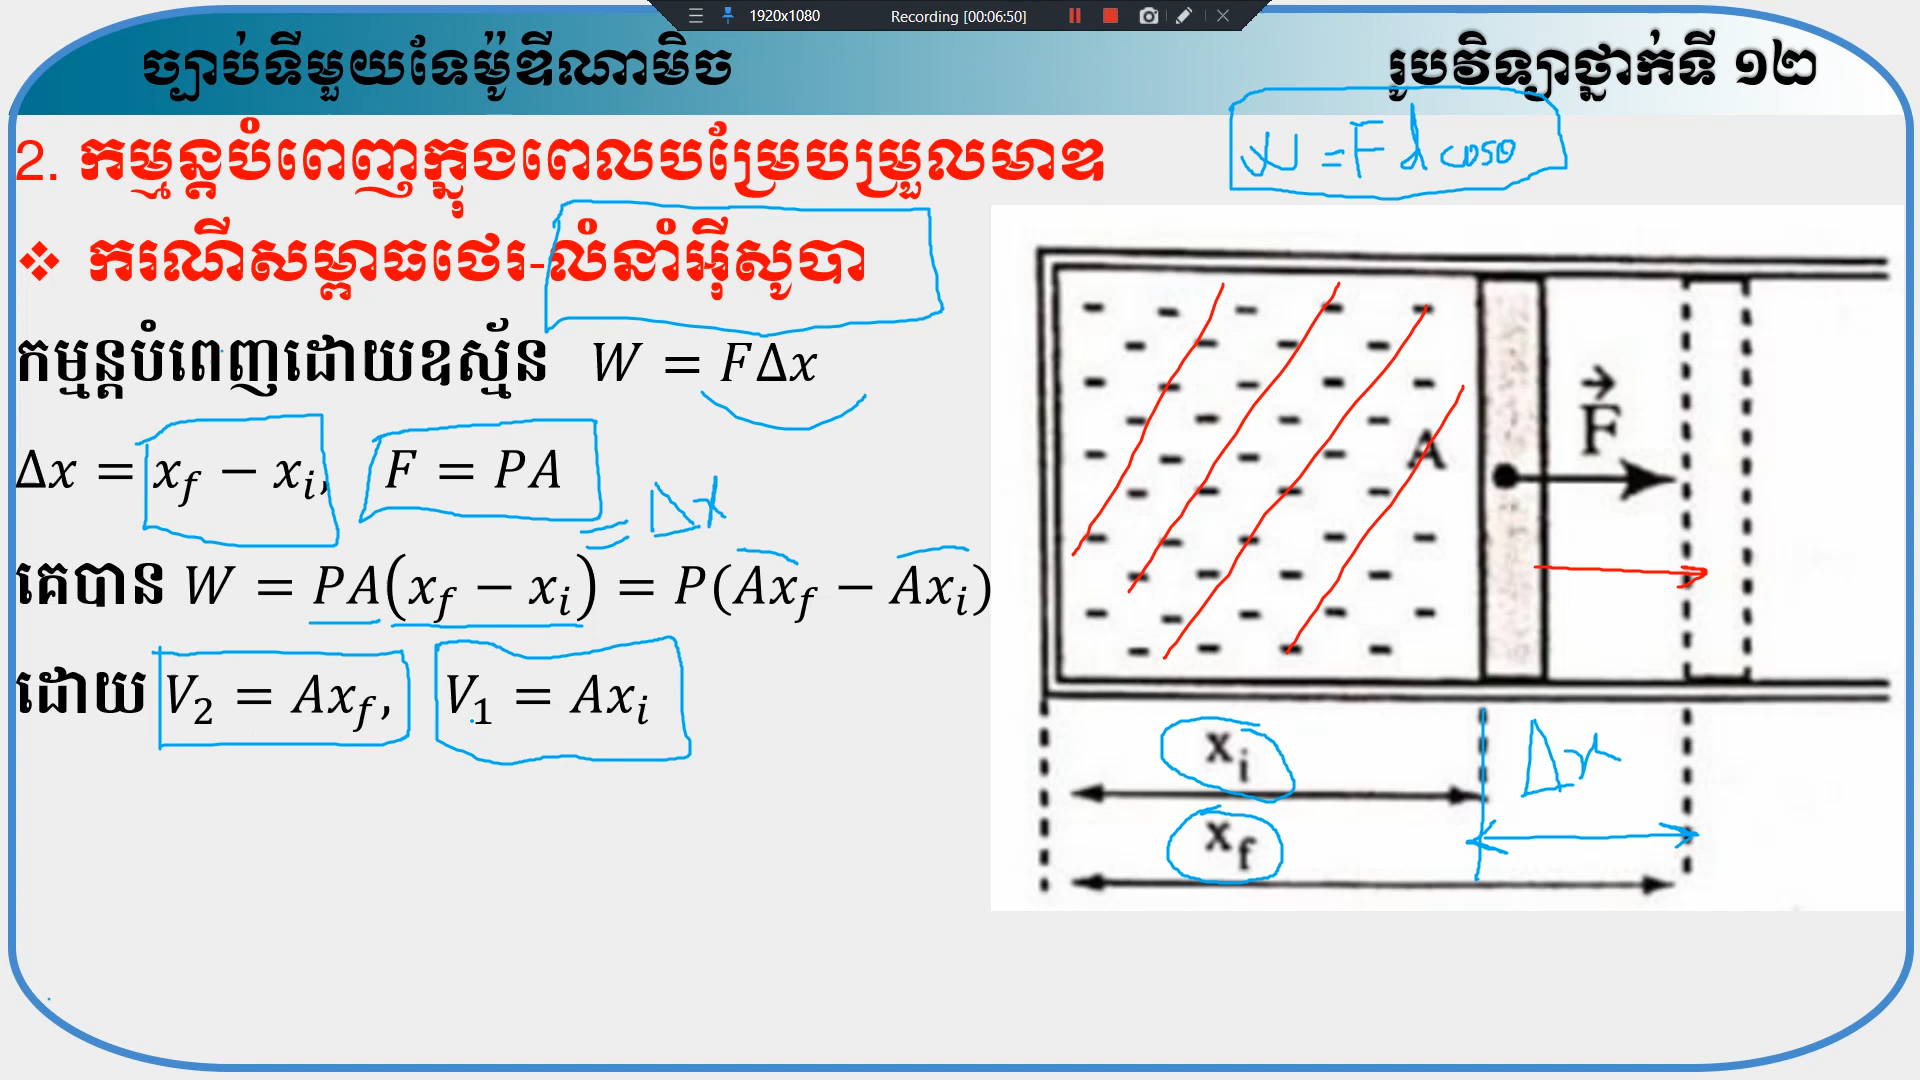 1920x1080 Recording [00:06:50]
ច្បាប់ទីមួយទែម៉ូឌីណាមិច
រូបវិទ្យាថ្នាក់ទី ១២
2. កម្មន្តបំពេញក្នុងពេលបម្រែបម្រួលមាឌ
W = F d cosθ
❖ ករណីសម្ពាធថេរ-លំនាំអ៊ីសូបា
កម្មន្តបំពេញដោយឧស្ម័ន W = FΔx
Δx = x_f − x_i, F = PA
Δx
គេបាន W = PA(x_f − x_i) = P(Ax_f − Ax_i)
ដោយ V₂ = Ax_f, V₁ = Ax_i
A
F⃗
x_i
Δx
x_f